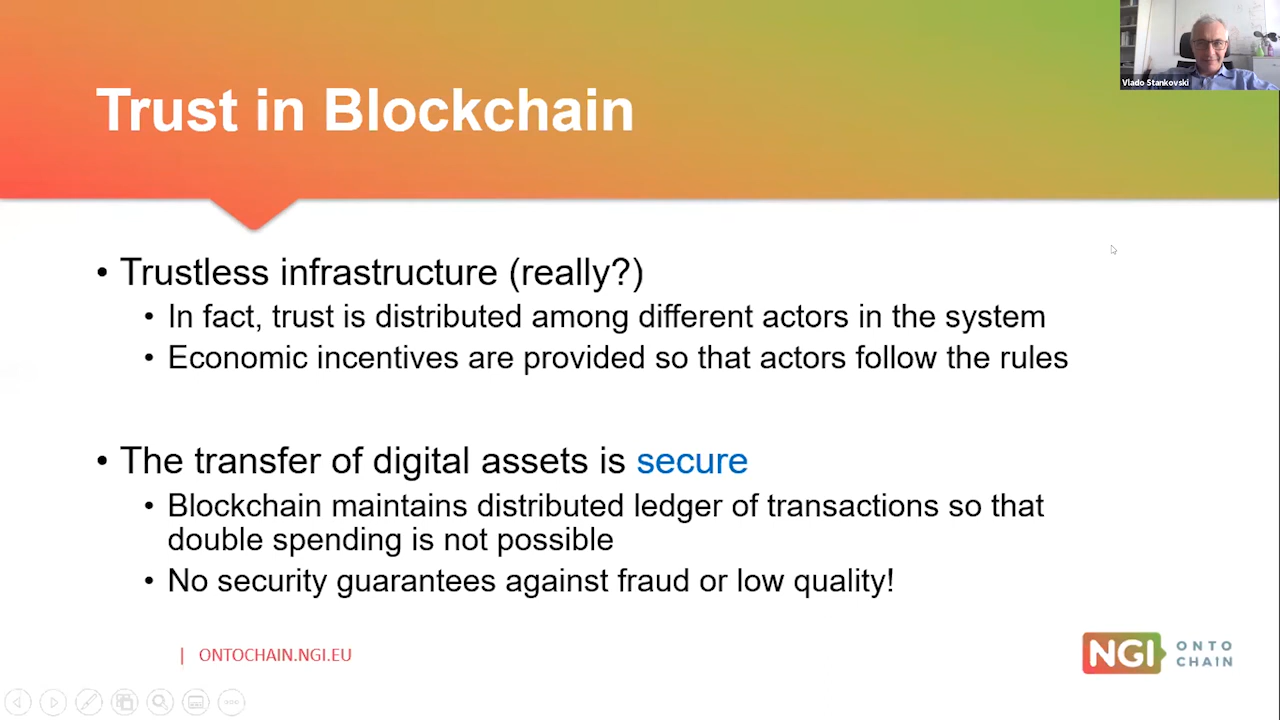 Vlado Stankovski
Trust in Blockchain
• Trustless infrastructure (really?)
• In fact, trust is distributed among different actors in the system
• Economic incentives are provided so that actors follow the rules
• The transfer of digital assets is secure
• Blockchain maintains distributed ledger of transactions so that
double spending is not possible
• No security guarantees against fraud or low quality!
| ONTOCHAIN.NGI.EU
NGI ONTO
CHAIN